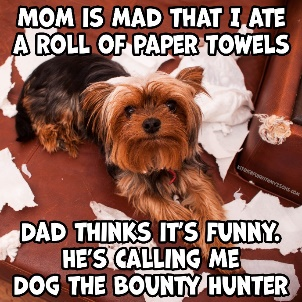 MOM IS MAD THAT I ATE
A ROLL OF PAPER TOWELS
DAD THINKS IT'S FUNNY.
HE'S CALLING ME
DOG THE BOUNTY HUNTER